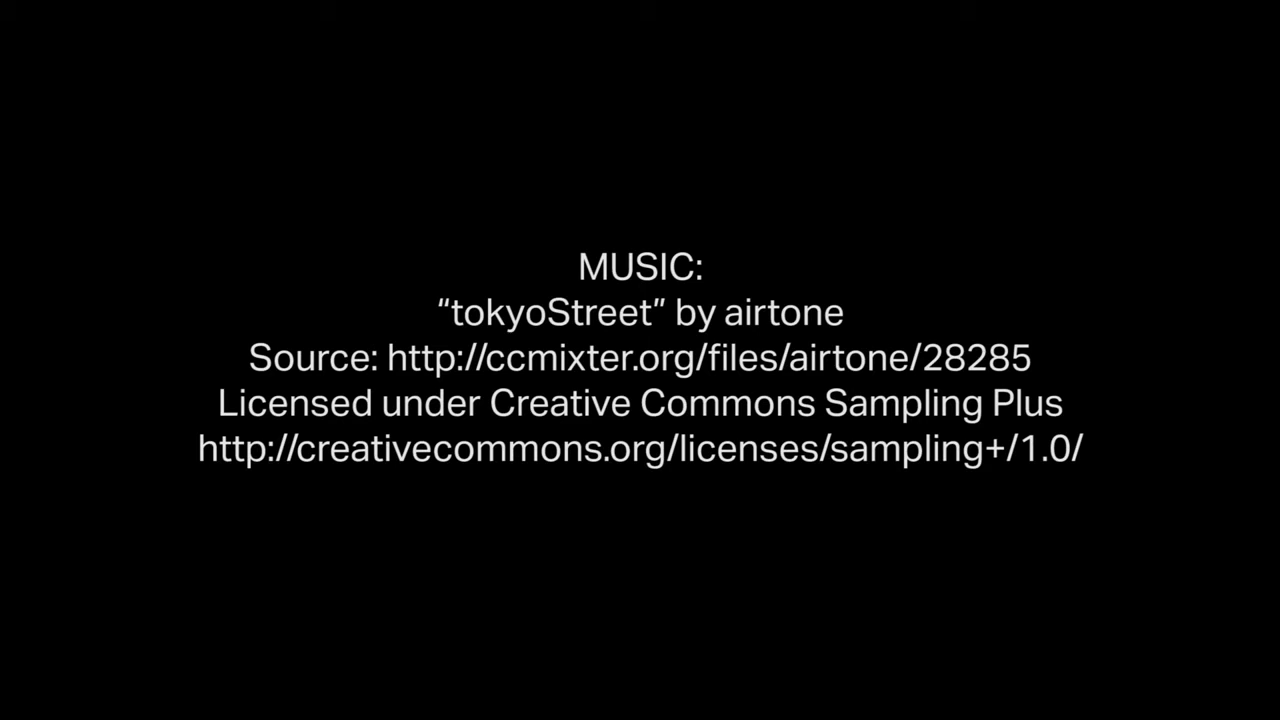 MUSIC:
“tokyoStreet” by airtone
Source: http://ccmixter.org/files/airtone/28285
Licensed under Creative Commons Sampling Plus
http://creativecommons.org/licenses/sampling+/1.0/